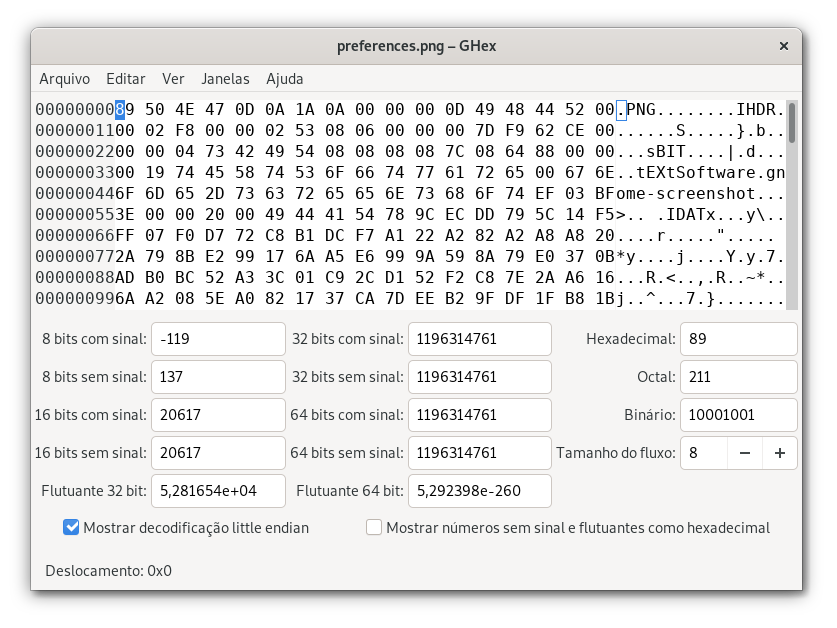 preferences.png – GHex
×
Arquivo Editar Ver Janelas Ajuda
00000000 89 50 4E 47 0D 0A 1A 0A 00 00 00 0D 49 48 44 52 00 .PNG........IHDR.
00000011 00 02 F8 00 00 02 53 08 06 00 00 00 7D F9 62 CE 00 ......S.....}.b..
00000022 00 00 04 73 42 49 54 08 08 08 08 7C 08 64 88 00 00 ...sBIT....|.d...
00000033 00 19 74 45 58 74 53 6F 66 74 77 61 72 65 00 67 6E ..tEXtSoftware.gn
00000044 6F 6D 65 2D 73 63 72 65 65 6E 73 68 6F 74 EF 03 BF ome-screenshot...
00000055 3E 00 00 20 00 49 44 41 54 78 9C EC DD 79 5C 14 F5 >.. .IDATx...y\..
00000066 FF 07 F0 D7 72 C8 B1 DC F7 A1 22 A2 82 A2 A8 A8 20 ....r.....".....
00000077 2A 79 8B E2 99 17 6A A5 E6 99 9A 59 8A 79 E0 37 0B *y....j....Y.y.7.
00000088 AD B0 BC 52 A3 3C 01 C9 2C D1 52 F2 C8 7E 2A A6 16 ...R.<..,.R..~*..
00000099 6A A2 08 5E A0 82 17 37 CA 7D EE B2 9F DF 1F B8 1B j..^...7.}.......
8 bits com sinal: -119 32 bits com sinal: 1196314761 Hexadecimal: 89
8 bits sem sinal: 137 32 bits sem sinal: 1196314761 Octal: 211
16 bits com sinal: 20617 64 bits com sinal: 1196314761 Binário: 10001001
16 bits sem sinal: 20617 64 bits sem sinal: 1196314761 Tamanho do fluxo: 8 − +
Flutuante 32 bit: 5,281654e+04 Flutuante 64 bit: 5,292398e-260
Mostrar decodificação little endian Mostrar números sem sinal e flutuantes como hexadecimal
Deslocamento: 0x0